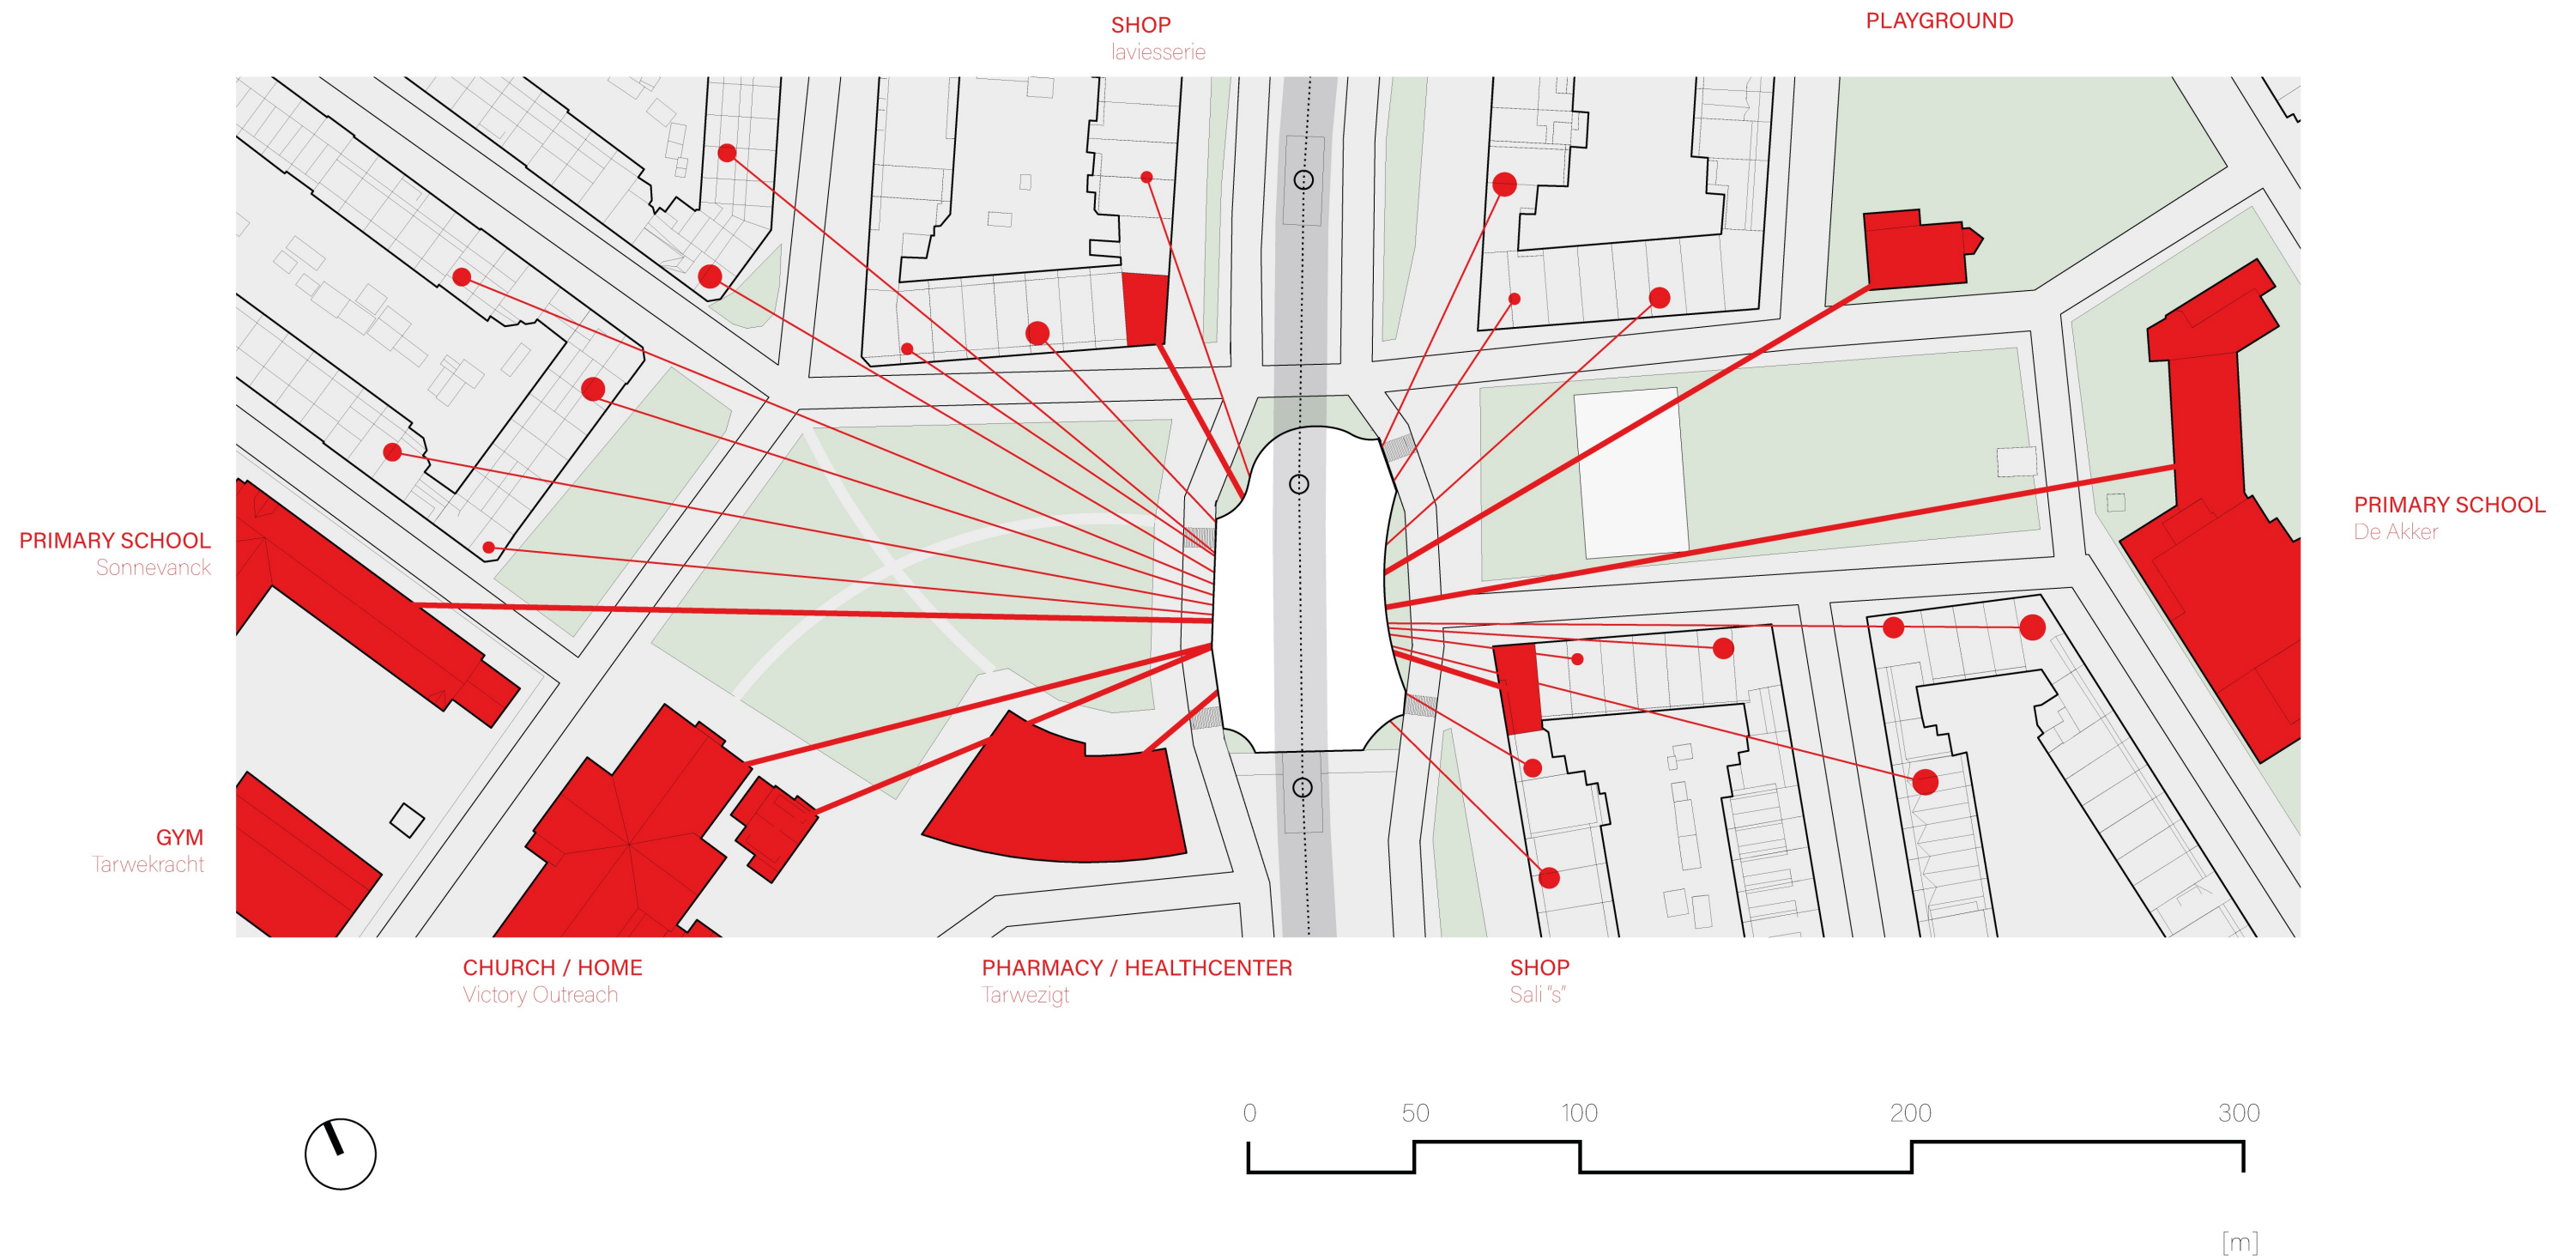 SHOP
laviesserie
PLAYGROUND
PRIMARY SCHOOL
Sonnevanck
PRIMARY SCHOOL
De Akker
GYM
Tarwekracht
CHURCH / HOME
Victory Outreach
PHARMACY / HEALTHCENTER
Tarwezigt
SHOP
Sali "s"
0 50 100 200 300
[m]